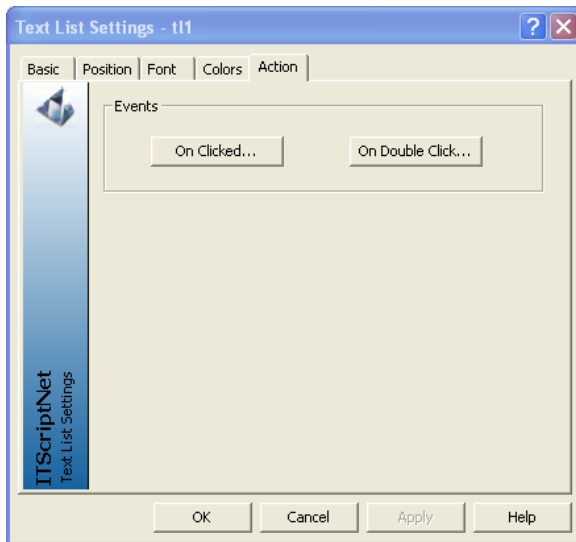 Text List Settings - tl1
Basic Position Font Colors Action
Events
On Clicked... On Double Click...
ITScriptNet
Text List Settings
OK Cancel Apply Help